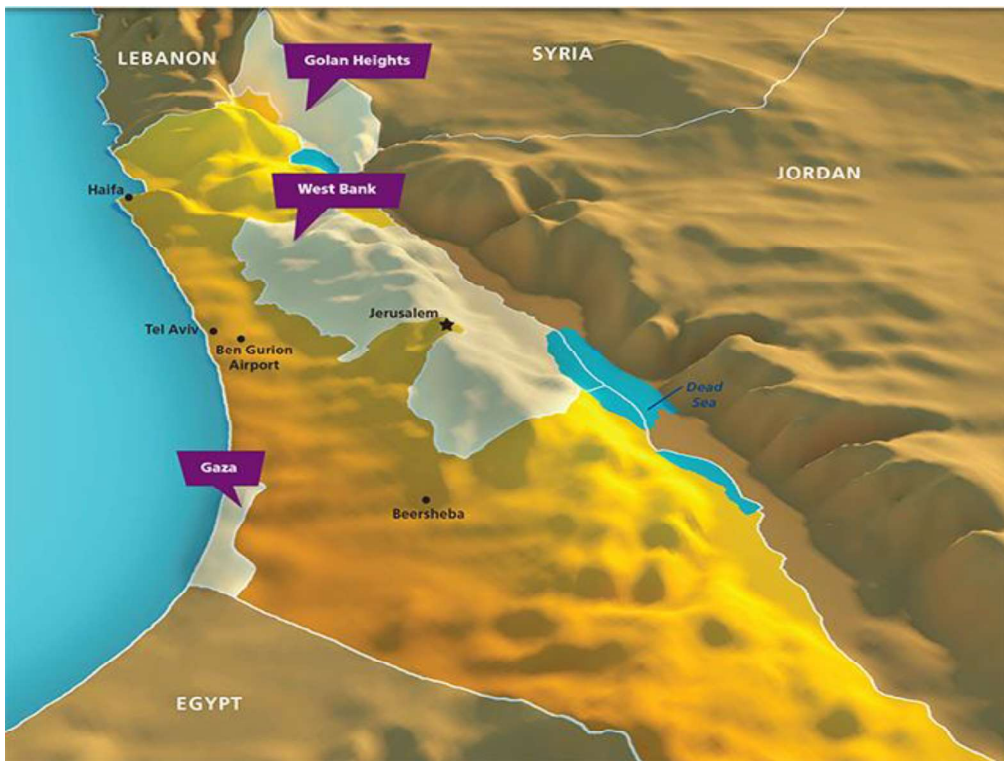 LEBANON
Golan Heights
SYRIA
JORDAN
West Bank
Haifa
Jerusalem
Tel Aviv
Ben Gurion
Airport
Dead
Sea
Gaza
Beersheba
EGYPT